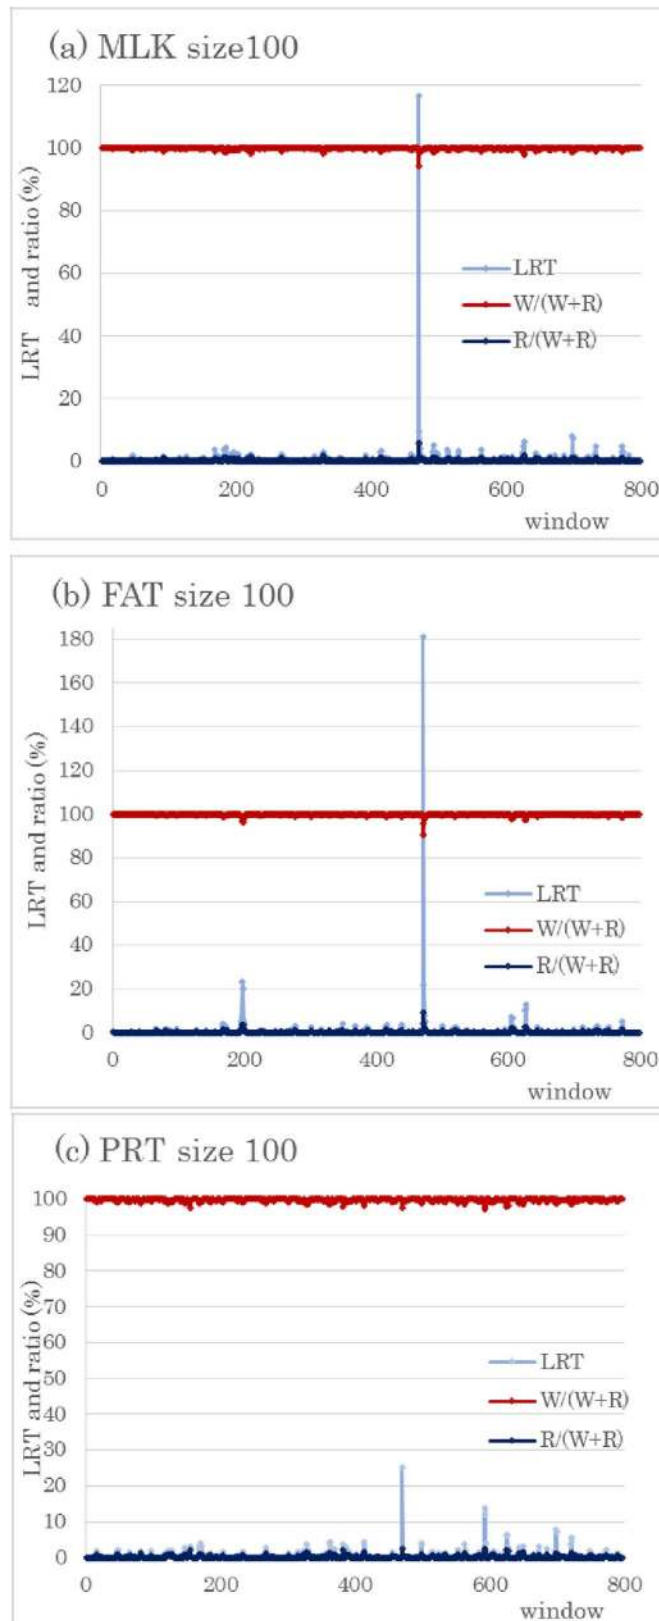 (a) MLK size100
120
100
80
60
40
20
0
LRT and ratio (%)
LRT
W/(W+R)
R/(W+R)
0 200 400 600 800
window
(b) FAT size 100
180
160
140
120
100
80
60
40
20
0
LRT and ratio (%)
LRT
W/(W+R)
R/(W+R)
0 200 400 600 800
window
(c) PRT size 100
100
90
80
70
60
50
40
30
20
10
0
LRT and ratio (%)
LRT
W/(W+R)
R/(W+R)
0 200 400 600 800
window